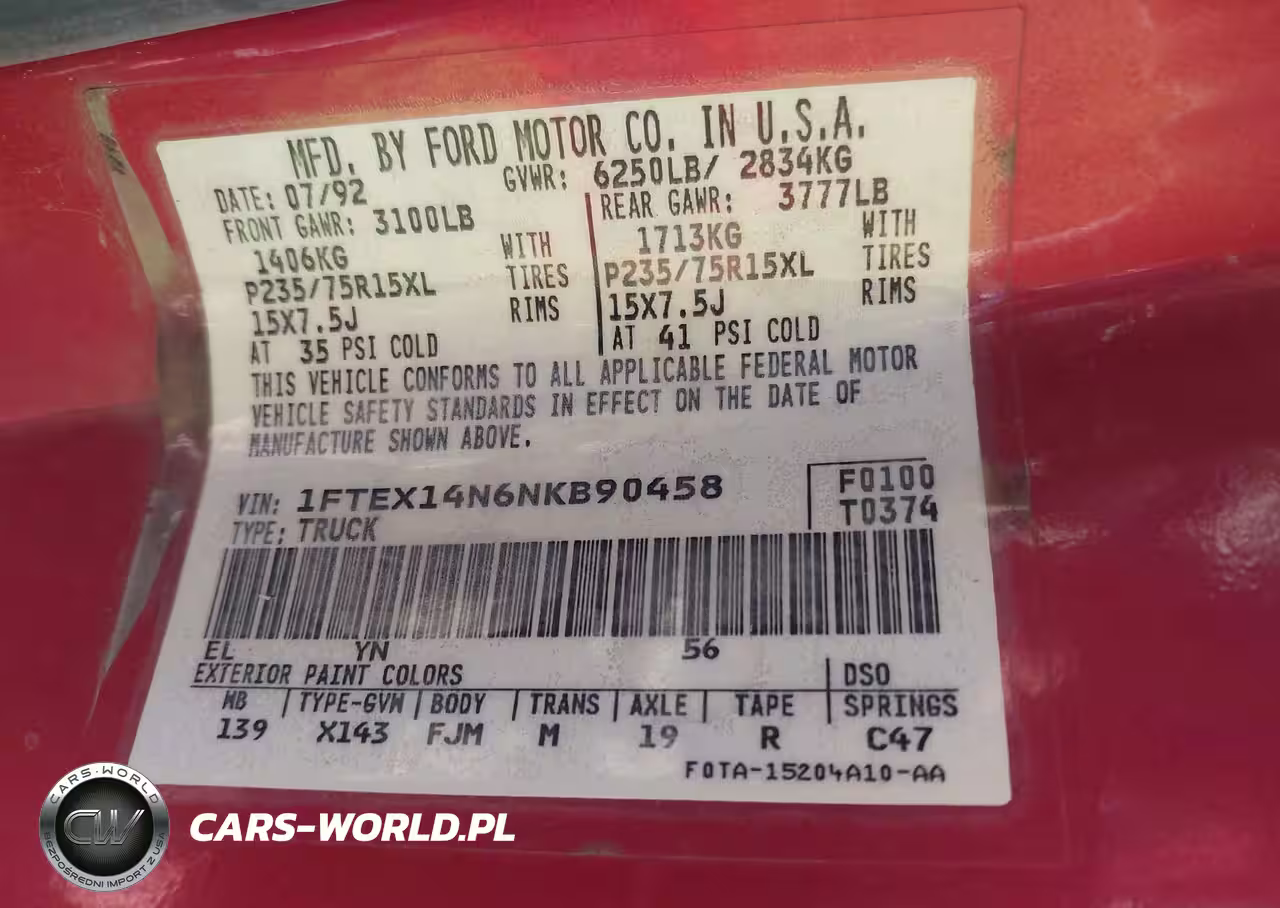 MFD. BY FORD MOTOR CO. IN U.S.A.
DATE: 07/92 GVWR: 6250LB/ 2834KG
FRONT GAWR: 3100LB REAR GAWR: 3777LB
1406KG WITH 1713KG WITH
P235/75R15XL TIRES P235/75R15XL TIRES
15X7.5J RIMS 15X7.5J RIMS
AT 35 PSI COLD AT 41 PSI COLD
THIS VEHICLE CONFORMS TO ALL APPLICABLE FEDERAL MOTOR
VEHICLE SAFETY STANDARDS IN EFFECT ON THE DATE OF
MANUFACTURE SHOWN ABOVE.
VIN: 1FTEX14N6NKB90458 F0100
TYPE: TRUCK T0374
EL YN 56
EXTERIOR PAINT COLORS DSO
MB TYPE-GVM BODY TRANS AXLE TAPE SPRINGS
139 X143 FJM M 19 R C47
F0TA-15204A10-AA
CARS-WORLD
CW
BEZPOŚREDNI IMPORT Z USA
CARS-WORLD.PL